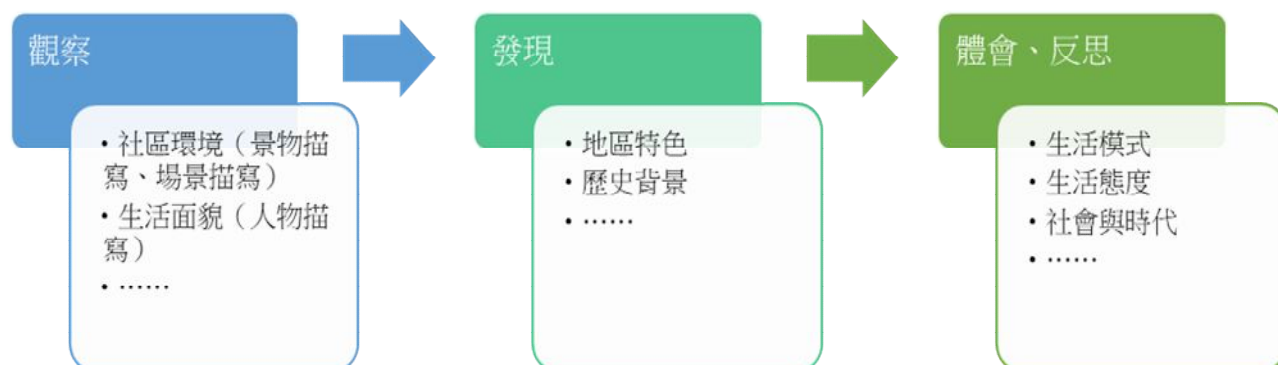 觀察
・社區環境（景物描
寫、場景描寫）
・生活面貌（人物描
寫）
・⋯⋯
發現
・地區特色
・歷史背景
・⋯⋯
體會、反思
・生活模式
・生活態度
・社會與時代
・⋯⋯